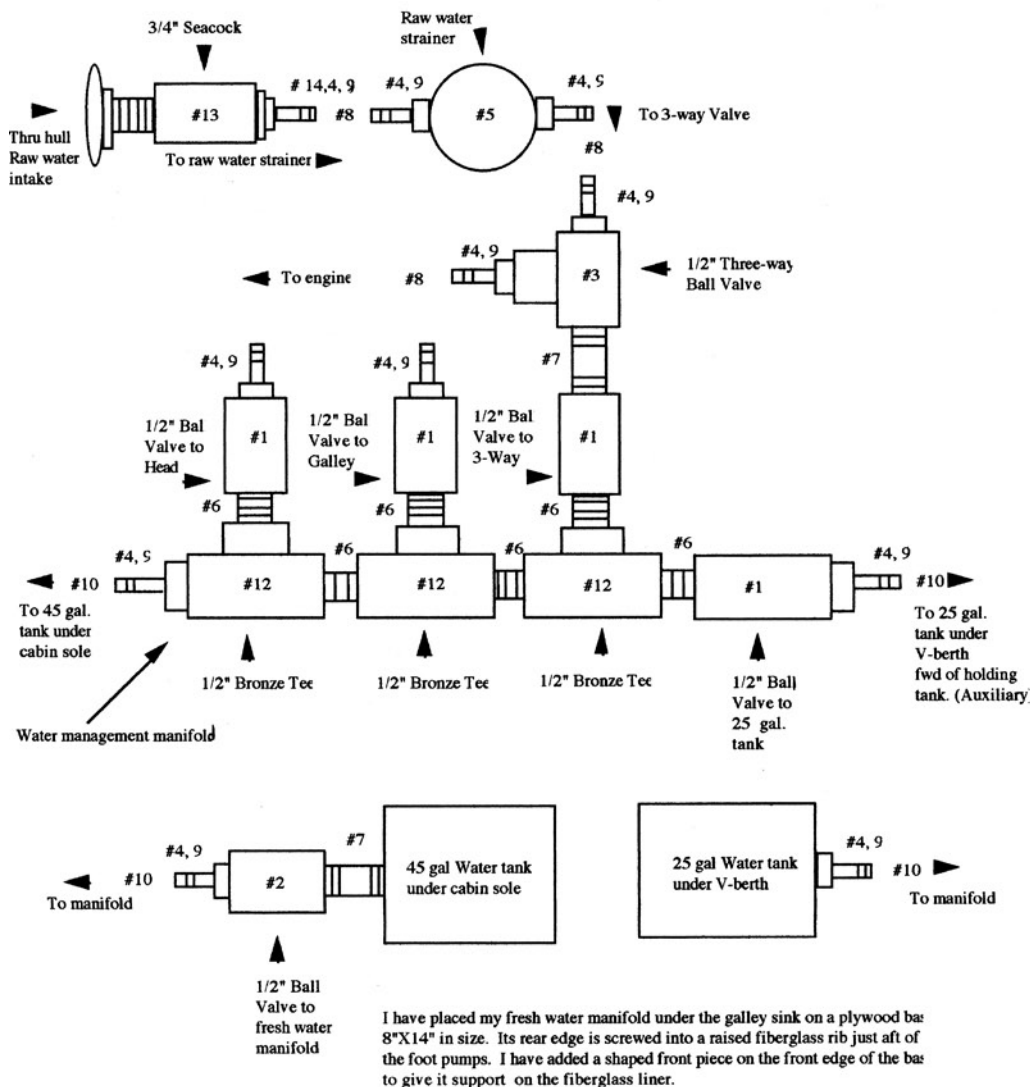 3/4" Seacock
Raw water
strainer
# 14,4, 9
#4, 9
#4, 9
#13
#8
#5
To 3-way Valve
Thru hull
Raw water
intake
To raw water strainer
#8
#4, 9
#4, 9
To engine
#8
#3
1/2" Three-way
Ball Valve
#4, 9
#4, 9
#7
1/2" Bal
Valve to
Head
#1
1/2" Bal
Valve to
Galley
#1
1/2" Bal
Valve to
3-Way
#1
#6
#6
#6
#4, 9
#6
#6
#6
#4, 9
#10
#12
#12
#12
#1
#10
To 45 gal.
tank under
cabin sole
To 25 gal.
tank under
V-berth
fwd of holding
tank. (Auxiliary)
1/2" Bronze Tee
1/2" Bronze Tee
1/2" Bronze Tee
1/2" Ball
Valve to
25 gal.
tank
Water management manifold
#4, 9
#7
#10
#2
45 gal Water tank
under cabin sole
25 gal Water tank
under V-berth
#4, 9
#10
To manifold
To manifold
1/2" Ball
Valve to
fresh water
manifold
I have placed my fresh water manifold under the galley sink on a plywood ba
8"X14" in size. Its rear edge is screwed into a raised fiberglass rib just aft of
the foot pumps. I have added a shaped front piece on the front edge of the ba
to give it support on the fiberglass liner.